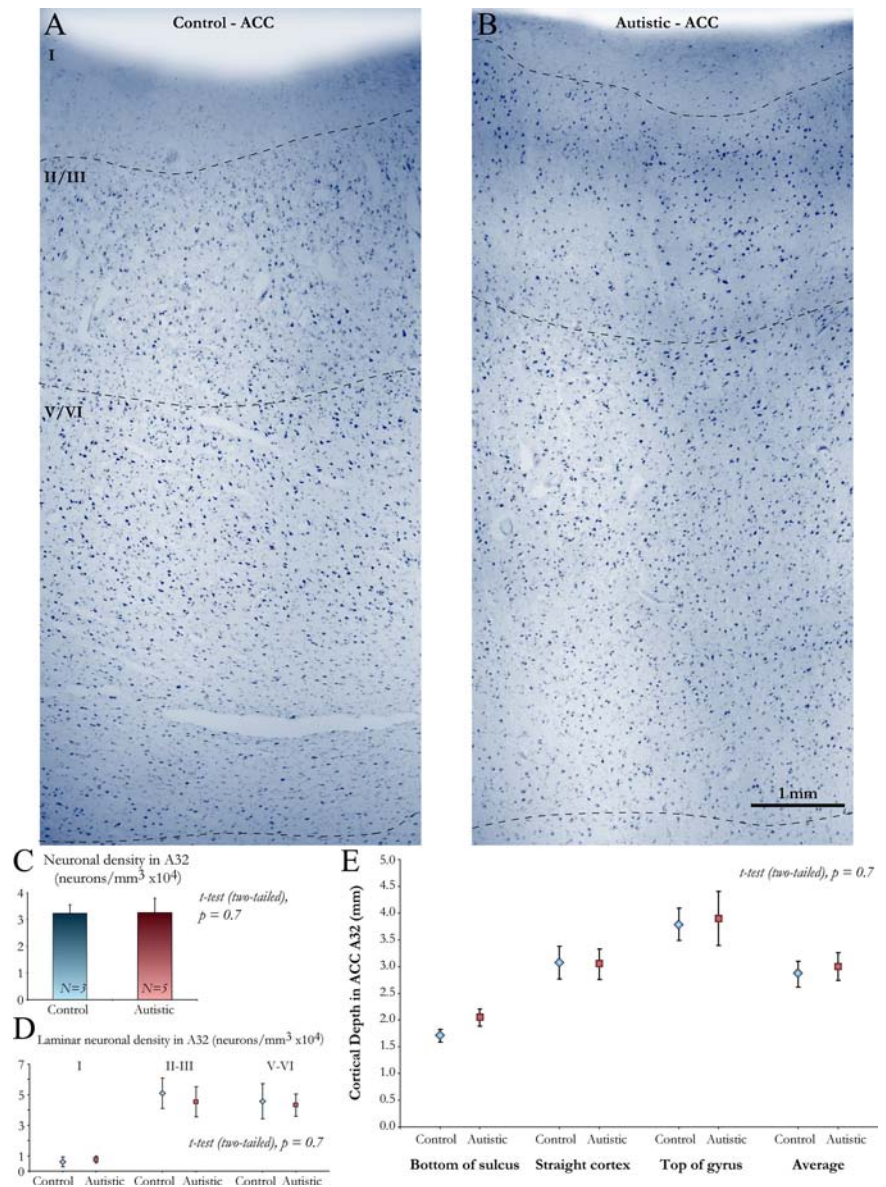 A
Control - ACC
I
II/III
V/VI
B
Autistic - ACC
1 mm
C
Neuronal density in A32
(neurons/mm³ x10⁴)
4
3
2
1
0
N=5
N=5
Control
Autistic
t-test (two-tailed),
p = 0.7
D
Laminar neuronal density in A32 (neurons/mm³ x10⁴)
7
5
3
1
0
I
II-III
V-VI
t-test (two-tailed), p = 0.7
Control Autistic Control Autistic Control Autistic
E
Cortical Depth in ACC A32 (mm)
5.0
4.5
4.0
3.5
3.0
2.5
2.0
1.5
1.0
0.5
0.0
t-test (two-tailed), p = 0.7
Control Autistic Control Autistic Control Autistic Control Autistic
Bottom of sulcus Straight cortex Top of gyrus Average